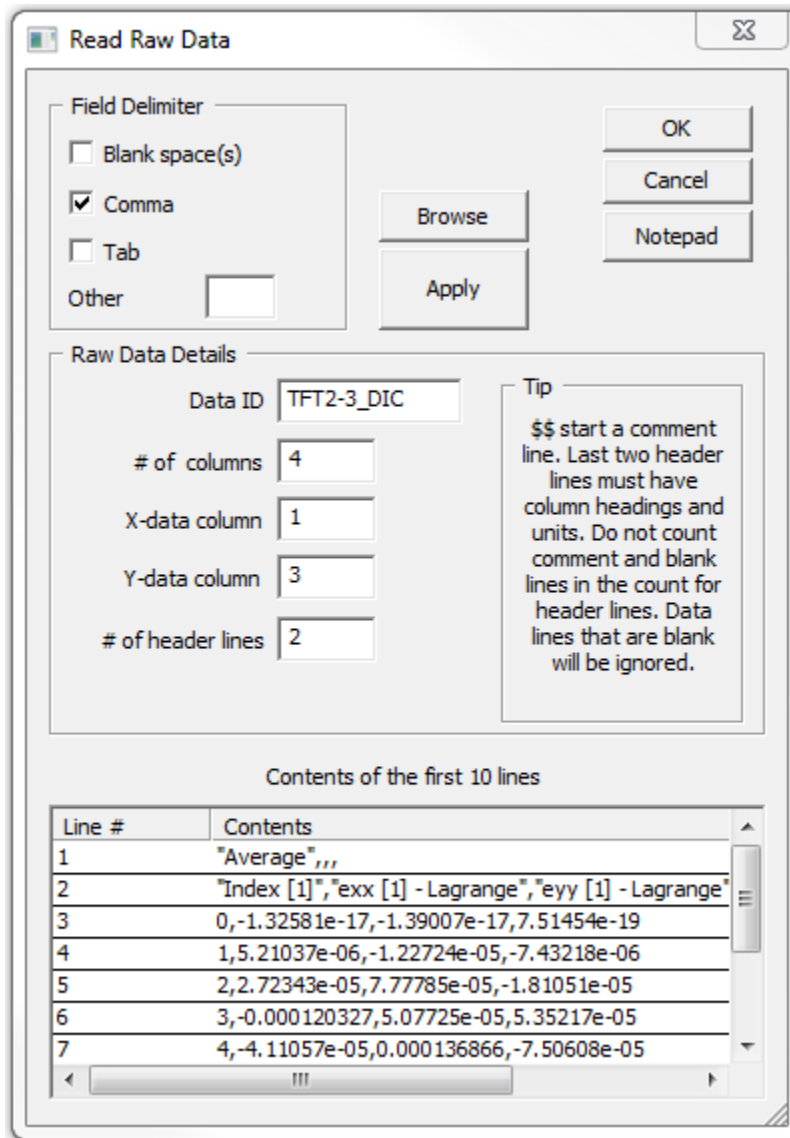 Read Raw Data
Field Delimiter
Blank space(s)
Comma
Tab
Other
Browse
Apply
OK
Cancel
Notepad
Raw Data Details
Data ID TFT2-3_DIC
# of columns 4
X-data column 1
Y-data column 3
# of header lines 2
Tip
$$ start a comment
line. Last two header
lines must have
column headings and
units. Do not count
comment and blank
lines in the count for
header lines. Data
lines that are blank
will be ignored.
Contents of the first 10 lines
Line # Contents
1 "Average",,,
2 "Index [1]","exx [1] - Lagrange","eyy [1] - Lagrange"
3 0,-1.32581e-17,-1.39007e-17,7.51454e-19
4 1,5.21037e-06,-1.22724e-05,-7.43218e-06
5 2,2.72343e-05,7.77785e-05,-1.81051e-05
6 3,-0.000120327,5.07725e-05,5.35217e-05
7 4,-4.11057e-05,0.000136866,-7.50608e-05